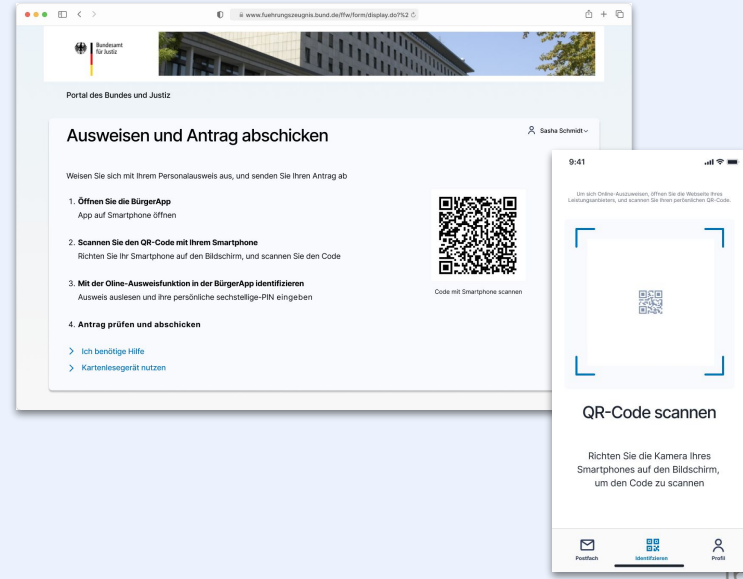 www.fuehrungszeugnis.bund.de/ffw/form/display.do?%2
Bundesamt
für Justiz
Portal des Bundes und Justiz
Ausweisen und Antrag abschicken
Sasha Schmidt
Weisen Sie sich mit Ihrem Personalausweis aus, und senden Sie Ihren Antrag ab
1. Öffnen Sie die BürgerApp
App auf Smartphone öffnen
2. Scannen Sie den QR-Code mit Ihrem Smartphone
Richten Sie Ihr Smartphone auf den Bildschirm, und scannen Sie den Code
3. Mit der Oline-Ausweisfunktion in der BürgerApp identifizieren
Ausweis auslesen und ihre persönliche sechstellige-PIN eingeben
4. Antrag prüfen und abschicken
Ich benötige Hilfe
Kartenlesegerät nutzen
Code mit Smartphone scannen
9:41
Um sich Online-Auszuweisen, öffnen Sie die Webseite Ihres
Leistungsanbieters, und scannen Sie Ihren perönlichen QR-Code.
QR-Code scannen
Richten Sie die Kamera Ihres
Smartphones auf den Bildschirm,
um den Code zu scannen
Postfach
Identifizieren
Profil